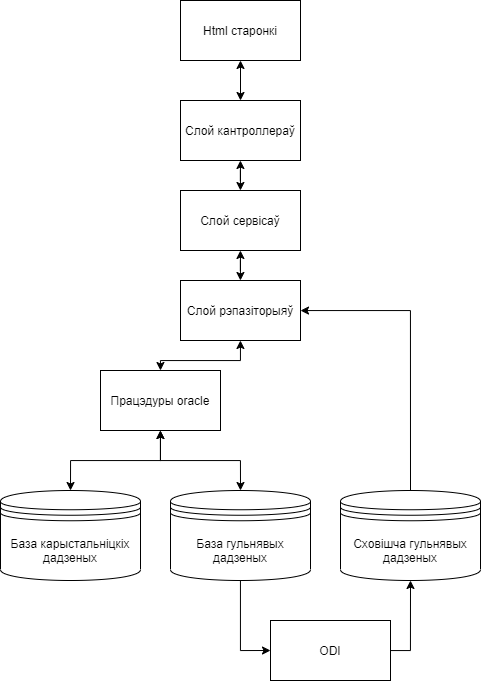 Html старонкі
Слой кантроллераў
Слой сервісаў
Слой рэпазіторыяў
Працэдуры oracle
База карыстальніцкіх
дадзеных
База гульнявых
дадзеных
Сховішча гульнявых
дадзеных
ODI